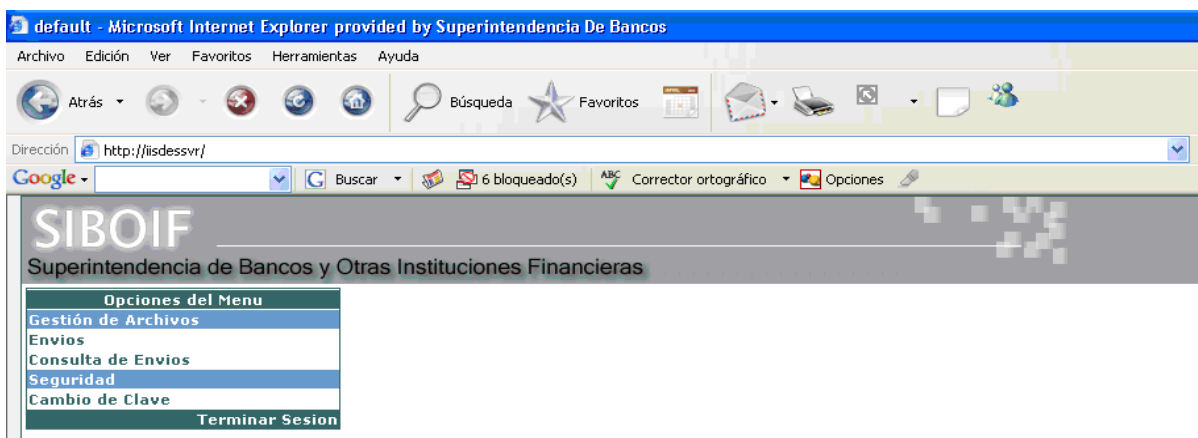 default - Microsoft Internet Explorer provided by Superintendencia De Bancos
Archivo Edición Ver Favoritos Herramientas Ayuda
Atrás Búsqueda Favoritos
Dirección http://iisdessvr/
Google Buscar 6 bloqueado(s) ABC Corrector ortográfico Opciones
SIBOIF
Superintendencia de Bancos y Otras Instituciones Financieras
Opciones del Menu
Gestión de Archivos
Envios
Consulta de Envios
Seguridad
Cambio de Clave
Terminar Sesion